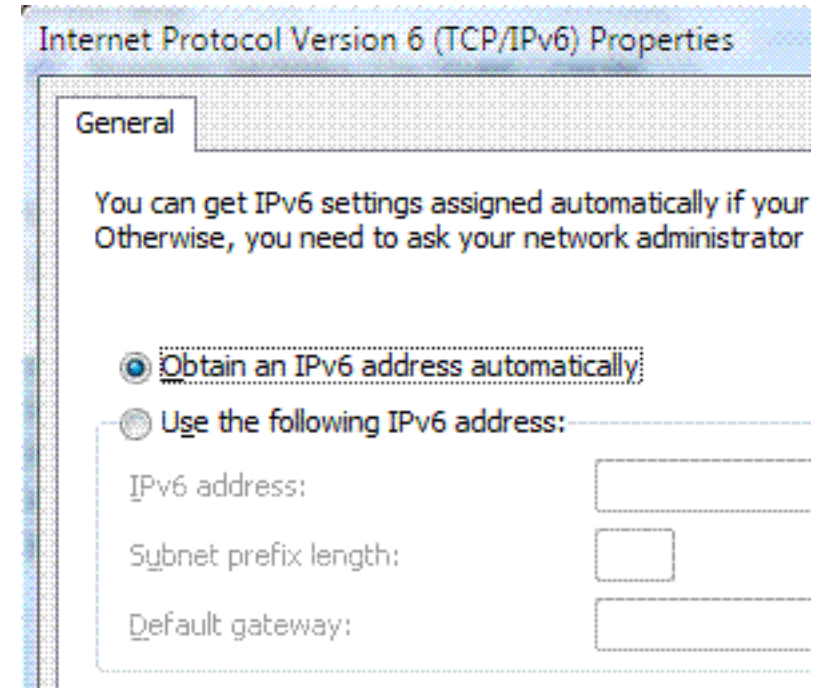 Internet Protocol Version 6 (TCP/IPv6) Properties
General
You can get IPv6 settings assigned automatically if your
Otherwise, you need to ask your network administrator
Obtain an IPv6 address automatically
Use the following IPv6 address:
IPv6 address:
Subnet prefix length:
Default gateway: